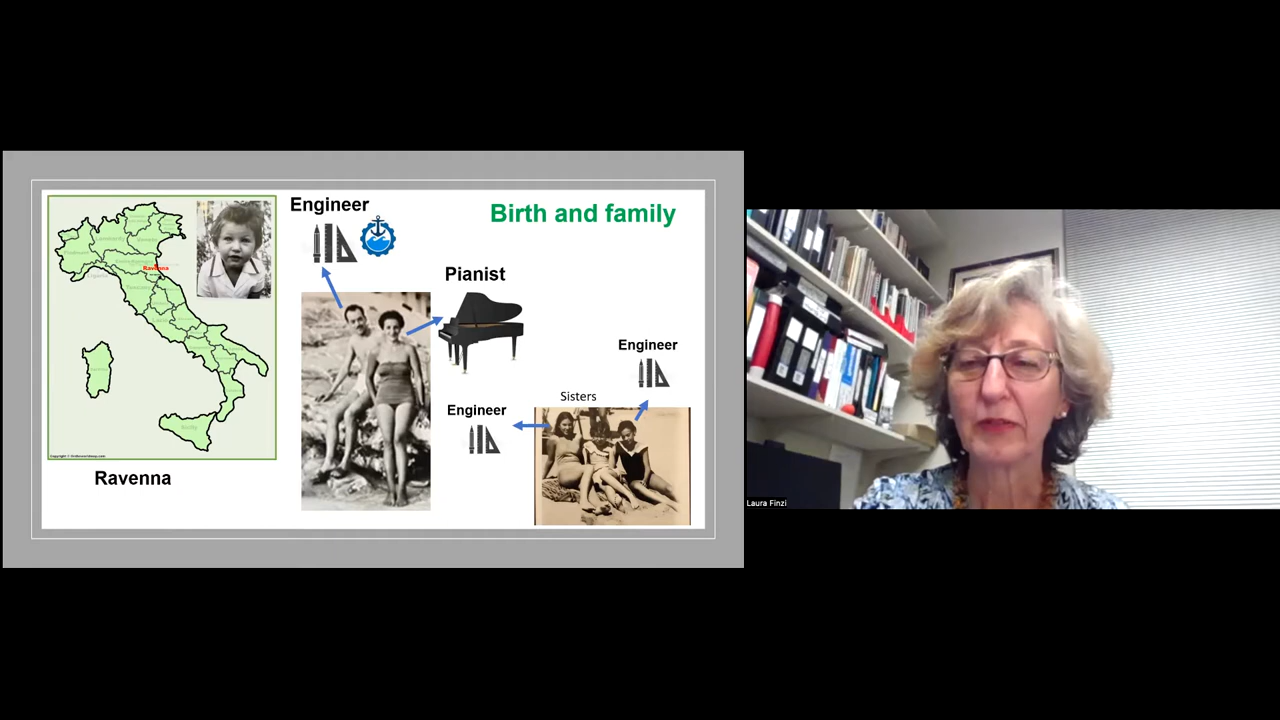 Birth and family
Engineer
Pianist
Ravenna
Engineer
Sisters
Engineer
Ravenna
Laura Finzi